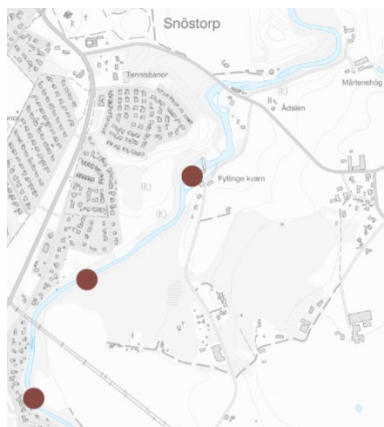 Snöstorp
Tennisbanor
Mårtenshög
Ådalen
Fyllinge kvarn